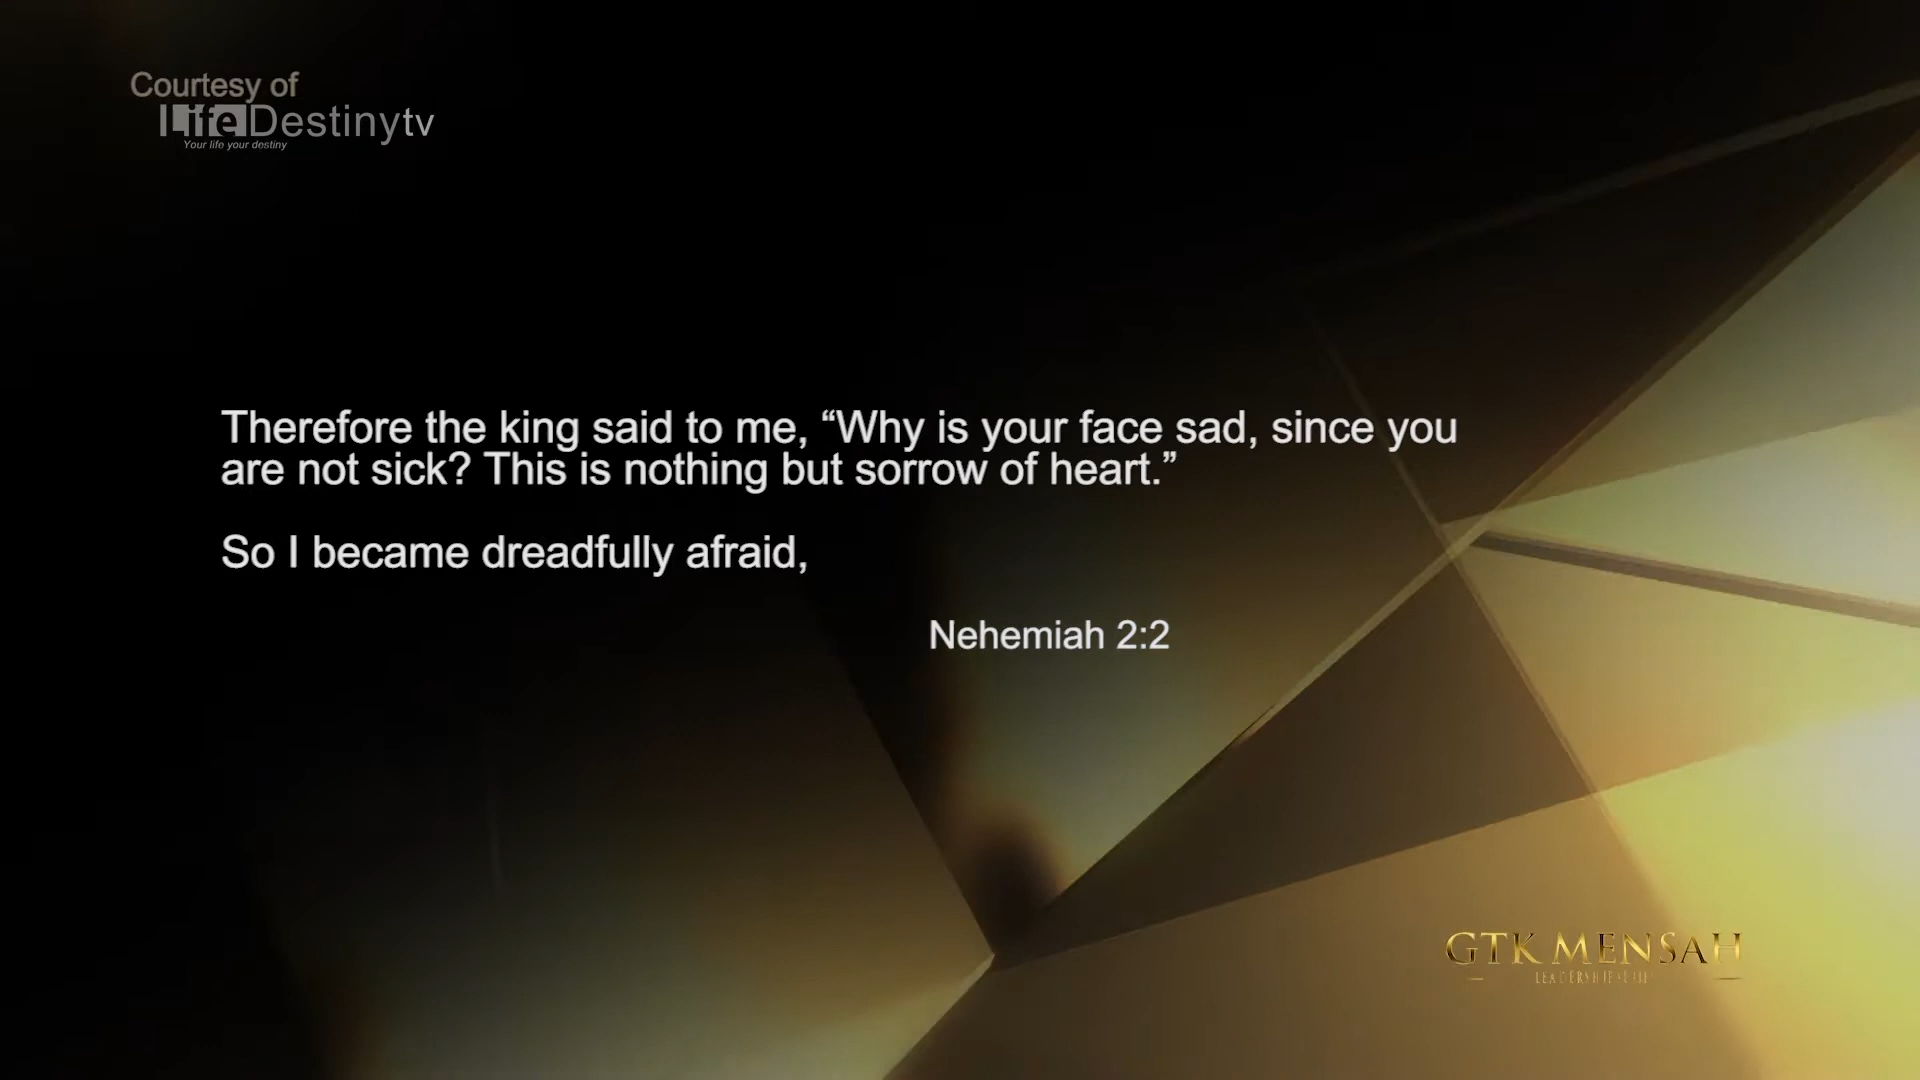 Courtesy of
LifeDestinytv
Your life your destiny
Therefore the king said to me, “Why is your face sad, since you
are not sick? This is nothing but sorrow of heart.”
So I became dreadfully afraid,
Nehemiah 2:2
GTK MENSAH